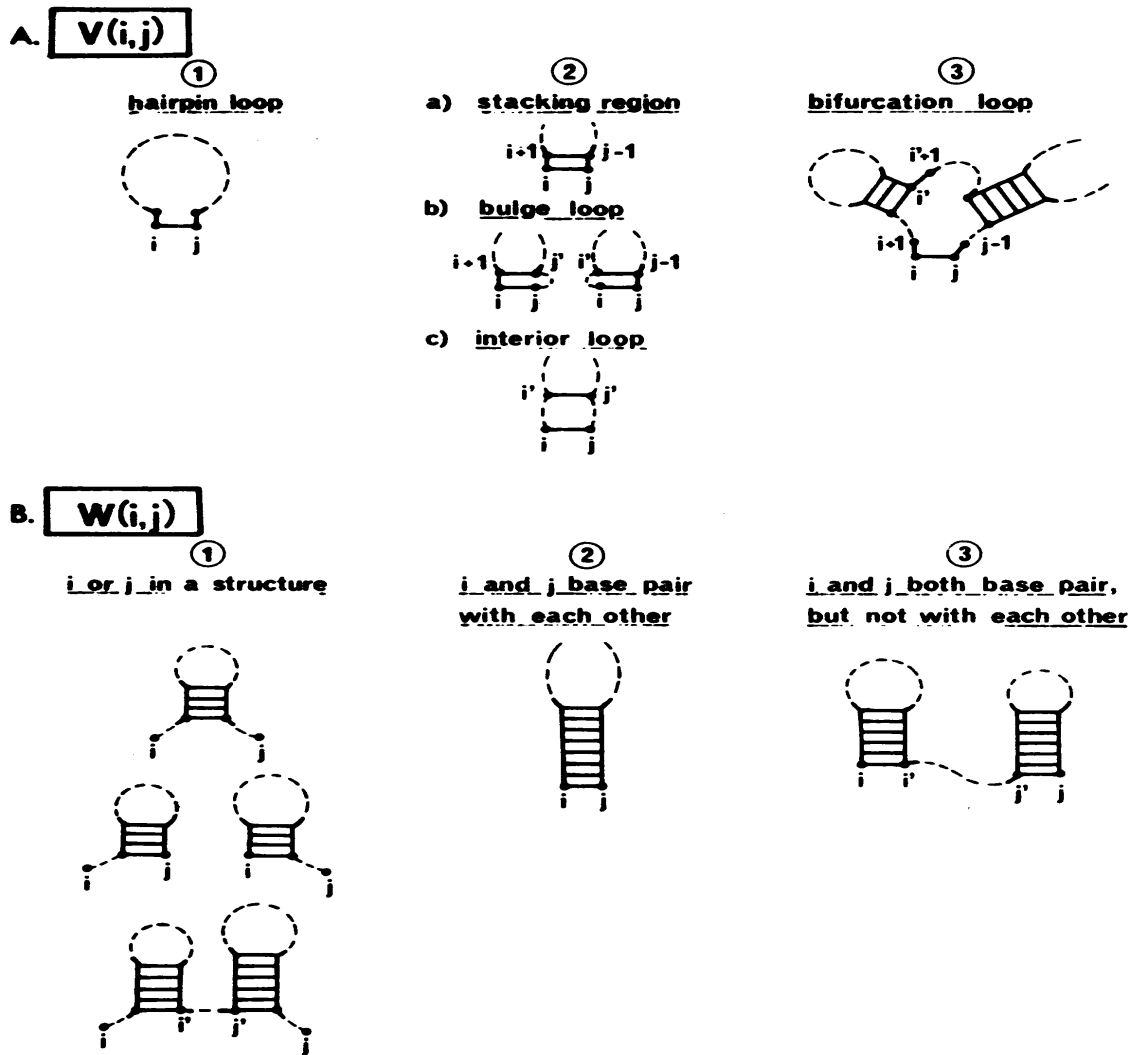 A. V(i,j)
① ② ③
hairpin loop
a) stacking region
bifurcation loop
i+1 j-1
i j
i'+1
i'
i+1 j-1
i j
i j
b) bulge loop
i+1 j' i' j-1
i j i j
c) interior loop
i' j'
i j
B. W(i,j)
① ② ③
i or j in a structure
i and j base pair
with each other
i and j both base pair,
but not with each other
i j
i j i j
i j
i i' j' j
i i' j' j